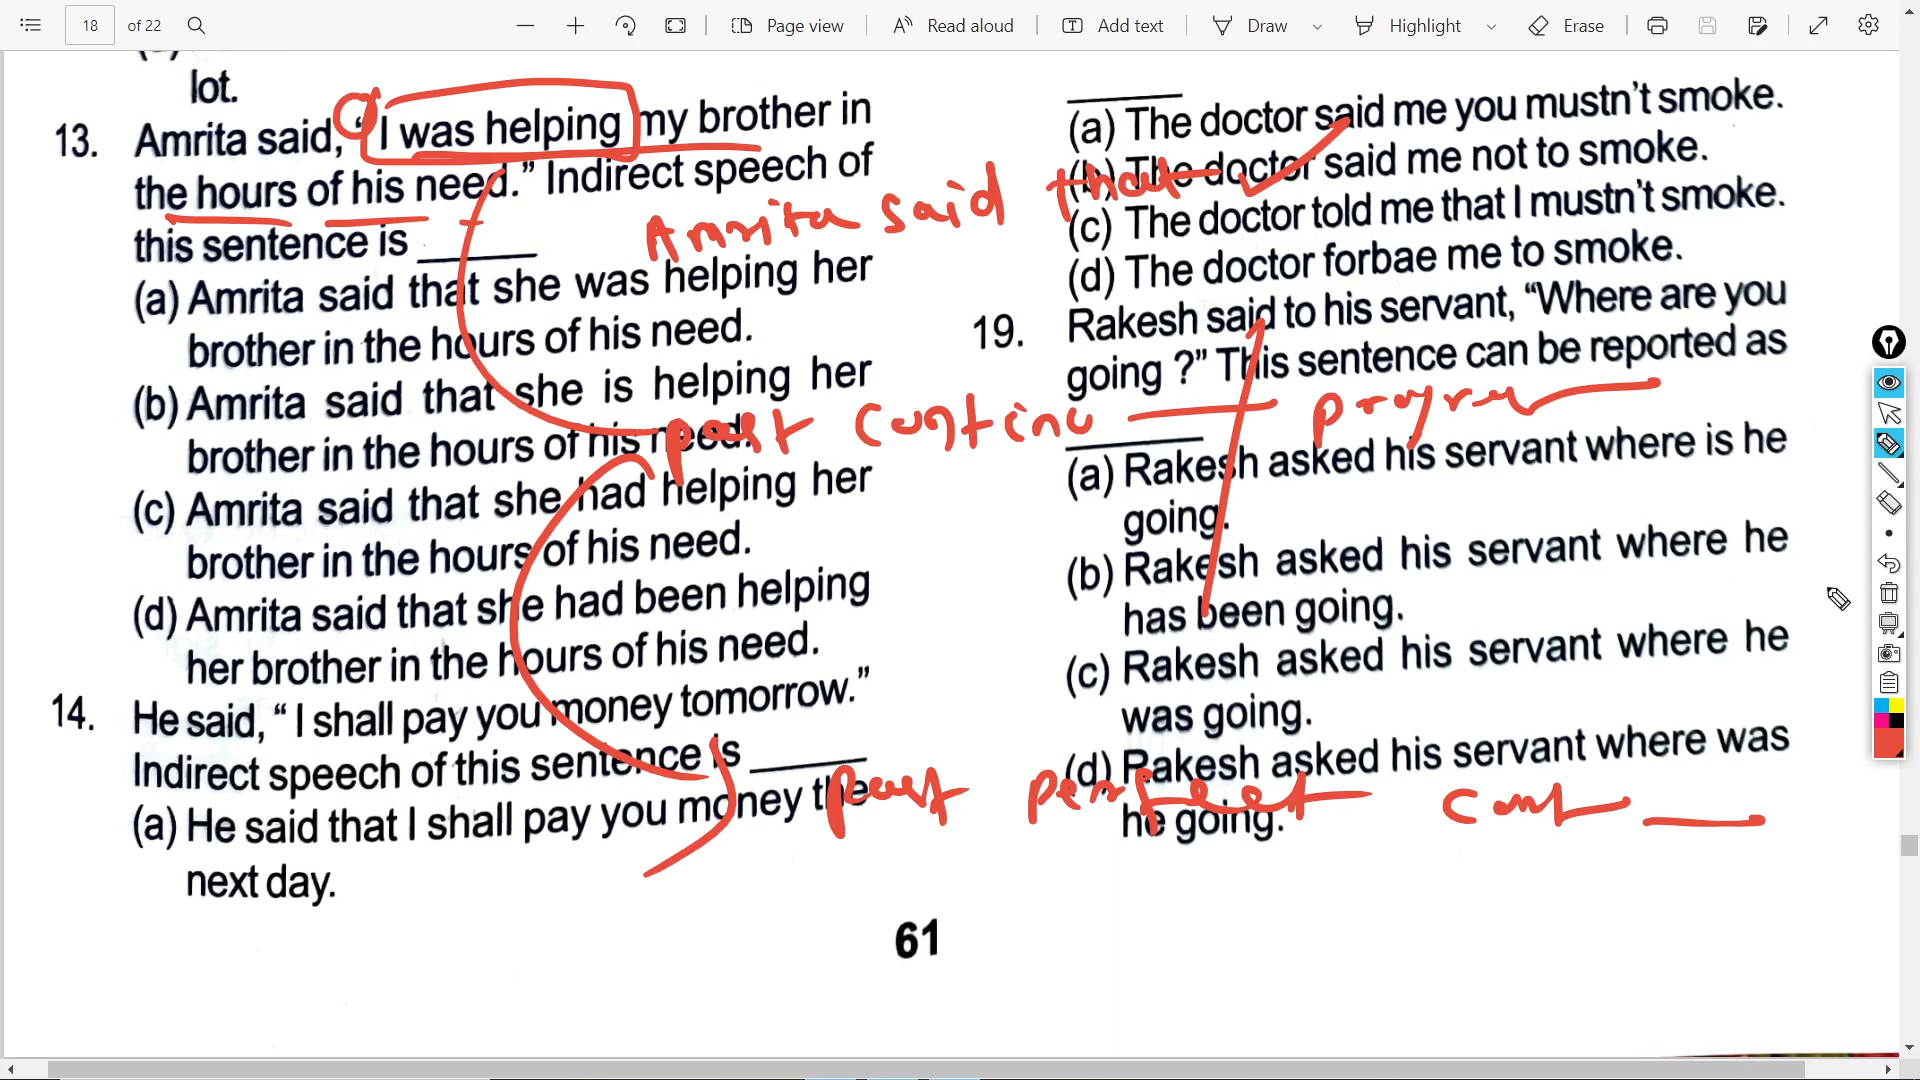 18 of 22 Page view Read aloud Add text Draw Highlight Erase
lot.
13. Amrita said, “I was helping my brother in
the hours of his need.” Indirect speech of
this sentence is ______
(a) Amrita said that she was helping her
brother in the hours of his need.
(b) Amrita said that she is helping her
brother in the hours of his need.
(c) Amrita said that she had helping her
brother in the hours of his need.
(d) Amrita said that she had been helping
her brother in the hours of his need.
14. He said, “ I shall pay you money tomorrow.”
Indirect speech of this sentence is ______
(a) He said that I shall pay you money the
next day.
______
(a) The doctor said me you mustn’t smoke.
(b) The doctor said me not to smoke.
(c) The doctor told me that I mustn’t smoke.
(d) The doctor forbae me to smoke.
19. Rakesh said to his servant, “Where are you
going ?” This sentence can be reported as
______
(a) Rakesh asked his servant where is he
going.
(b) Rakesh asked his servant where he
has been going.
(c) Rakesh asked his servant where he
was going.
(d) Rakesh asked his servant where was
he going.
61
Amrita said that
past continu
past perfect cont